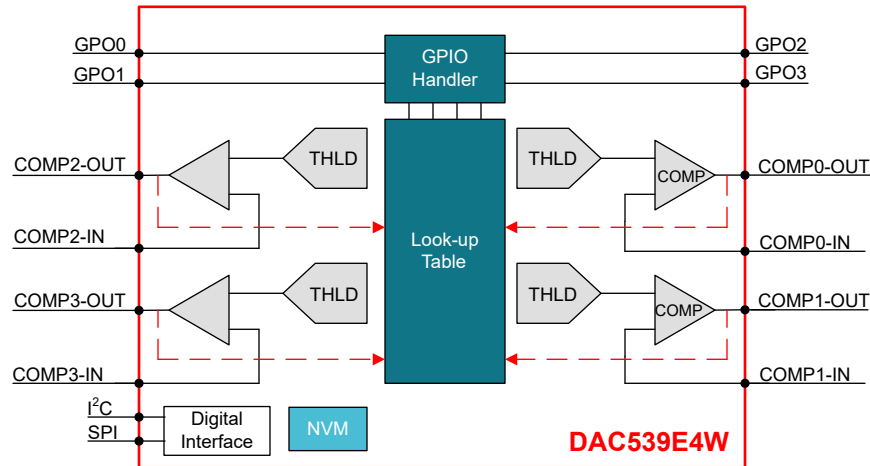 GPO0
GPO1
GPIO
Handler
GPO2
GPO3
COMP2-OUT
THLD
THLD
COMP
COMP0-OUT
COMP2-IN
Look-up
Table
COMP0-IN
COMP3-OUT
THLD
THLD
COMP
COMP1-OUT
COMP3-IN
COMP1-IN
I²C
SPI
Digital
Interface
NVM
DAC539E4W